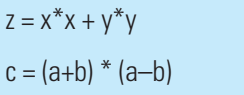 z = x*x + y*y
c = (a+b) * (a–b)